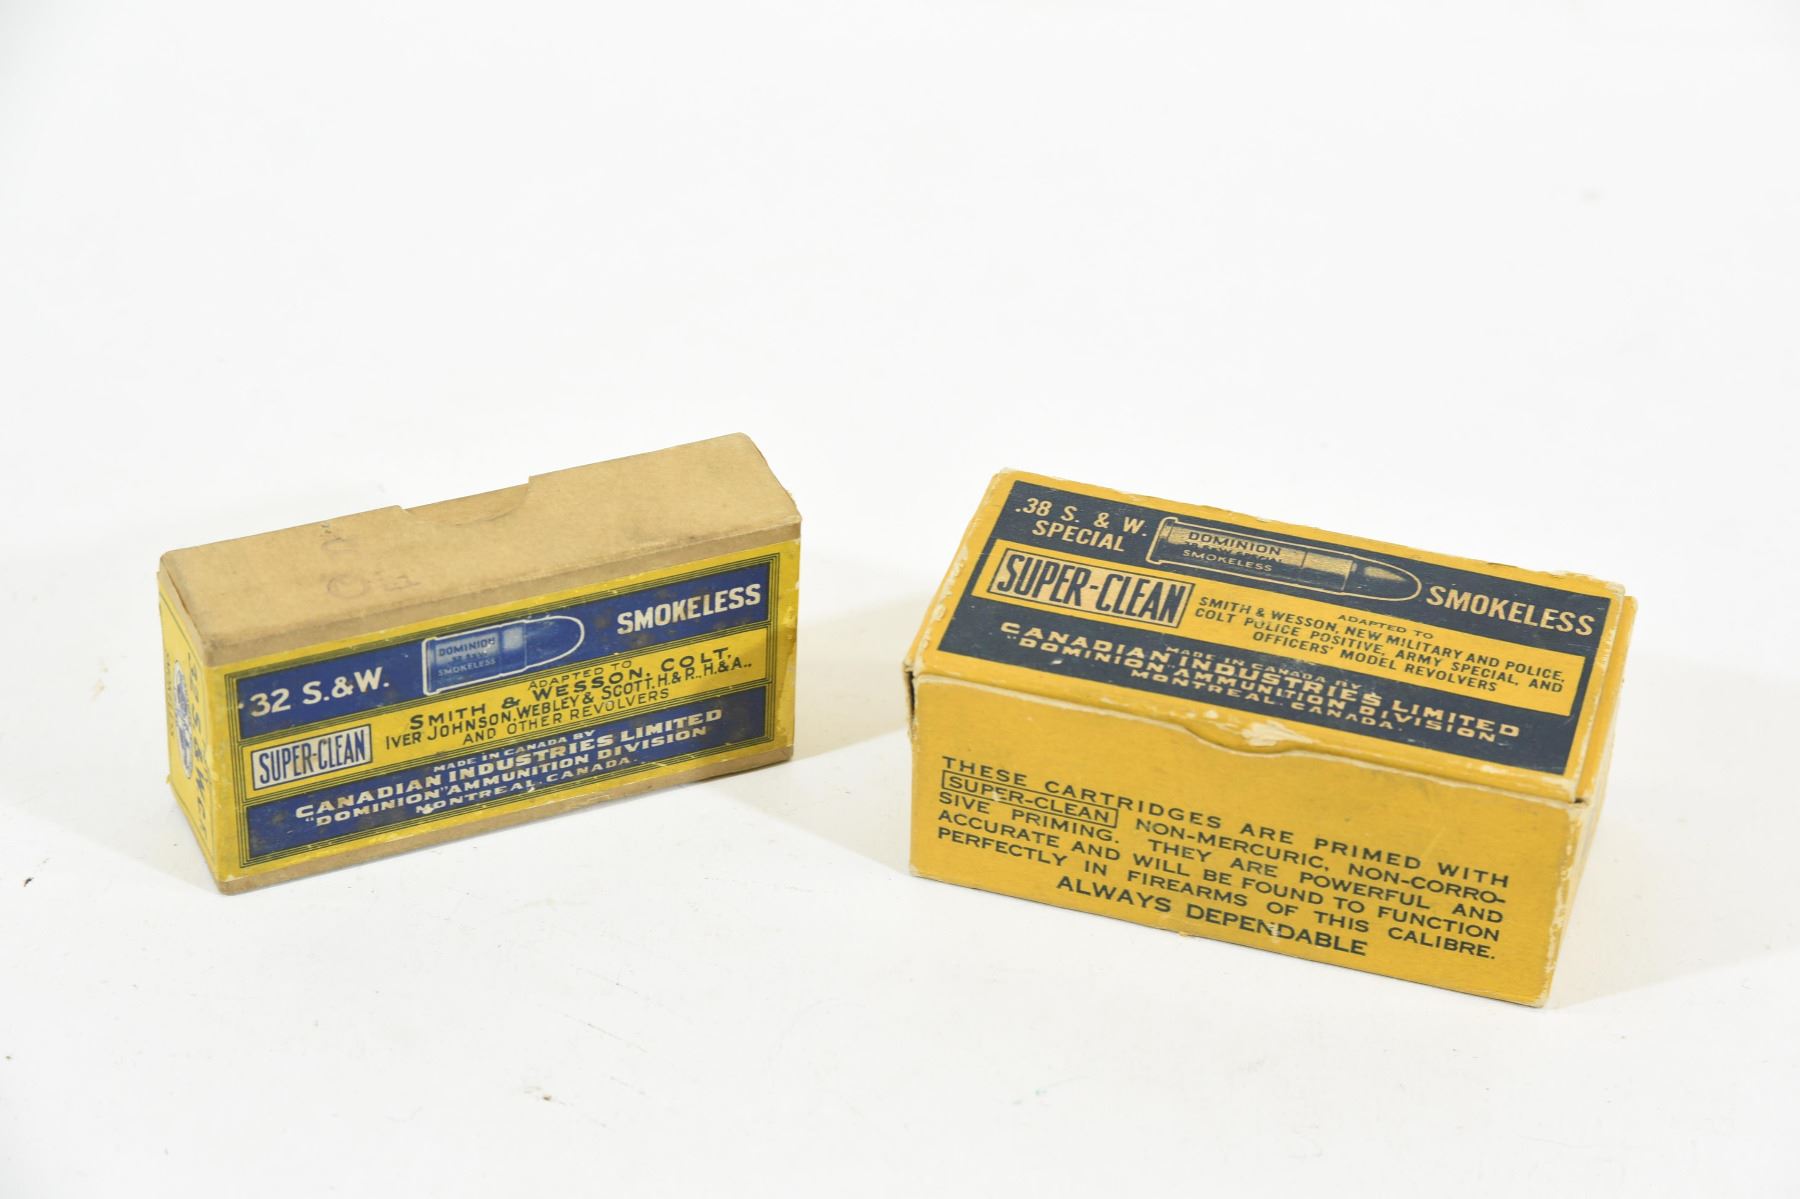 .32 S.&W.
DOMINION
SMOKELESS
SMOKELESS
SUPER-CLEAN
ADAPTED TO
SMITH & WESSON, COLT,
IVER JOHNSON, WEBLEY & SCOTT, H.& R., H.& A.,
AND OTHER REVOLVERS
MADE IN CANADA BY
CANADIAN INDUSTRIES LIMITED
"DOMINION" AMMUNITION DIVISION
MONTREAL, CANADA.
32 S & W
.38 S. & W.
SPECIAL
DOMINION
SMOKELESS
SMOKELESS
SUPER-CLEAN
ADAPTED TO
SMITH & WESSON, NEW MILITARY AND POLICE,
COLT POLICE POSITIVE, ARMY SPECIAL, AND
OFFICERS' MODEL REVOLVERS
MADE IN CANADA BY
CANADIAN INDUSTRIES LIMITED
"DOMINION" AMMUNITION DIVISION
MONTREAL, CANADA
THESE CARTRIDGES ARE PRIMED WITH
SUPER-CLEAN NON-MERCURIC, NON-CORRO-
SIVE PRIMING. THEY ARE POWERFUL AND
ACCURATE AND WILL BE FOUND TO FUNCTION
PERFECTLY IN FIREARMS OF THIS CALIBRE.
ALWAYS DEPENDABLE